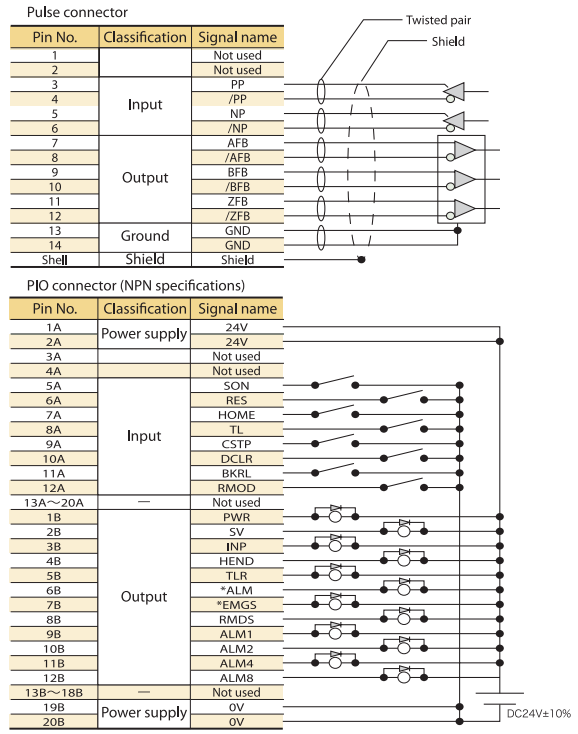 Pulse connector
Twisted pair
Shield
Pin No. Classification Signal name
1 Not used
2 Not used
3 PP
4 /PP
Input
5 NP
6 /NP
7 AFB
8 /AFB
9 BFB
Output
10 /BFB
11 ZFB
12 /ZFB
13 GND
Ground
14 GND
Shell Shield Shield
PIO connector (NPN specifications)
Pin No. Classification Signal name
1A 24V
Power supply
2A 24V
3A Not used
4A Not used
5A SON
6A RES
7A HOME
8A TL
Input
9A CSTP
10A DCLR
11A BKRL
12A RMOD
13A～20A — Not used
1B PWR
2B SV
3B INP
4B HEND
5B TLR
6B *ALM
Output
7B *EMGS
8B RMDS
9B ALM1
10B ALM2
11B ALM4
12B ALM8
13B～18B — Not used
19B 0V
Power supply
20B 0V
DC24V±10%